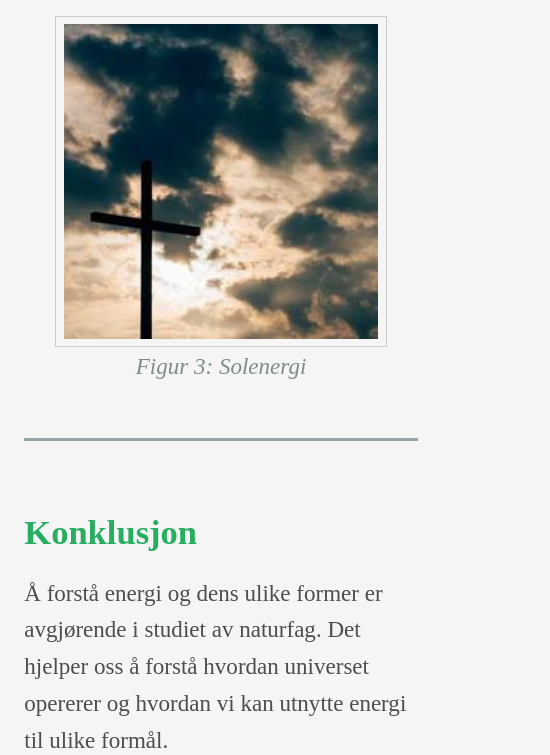 Figur 3: Solenergi
Konklusjon
Å forstå energi og dens ulike former er
avgjørende i studiet av naturfag. Det
hjelper oss å forstå hvordan universet
opererer og hvordan vi kan utnytte energi
til ulike formål.